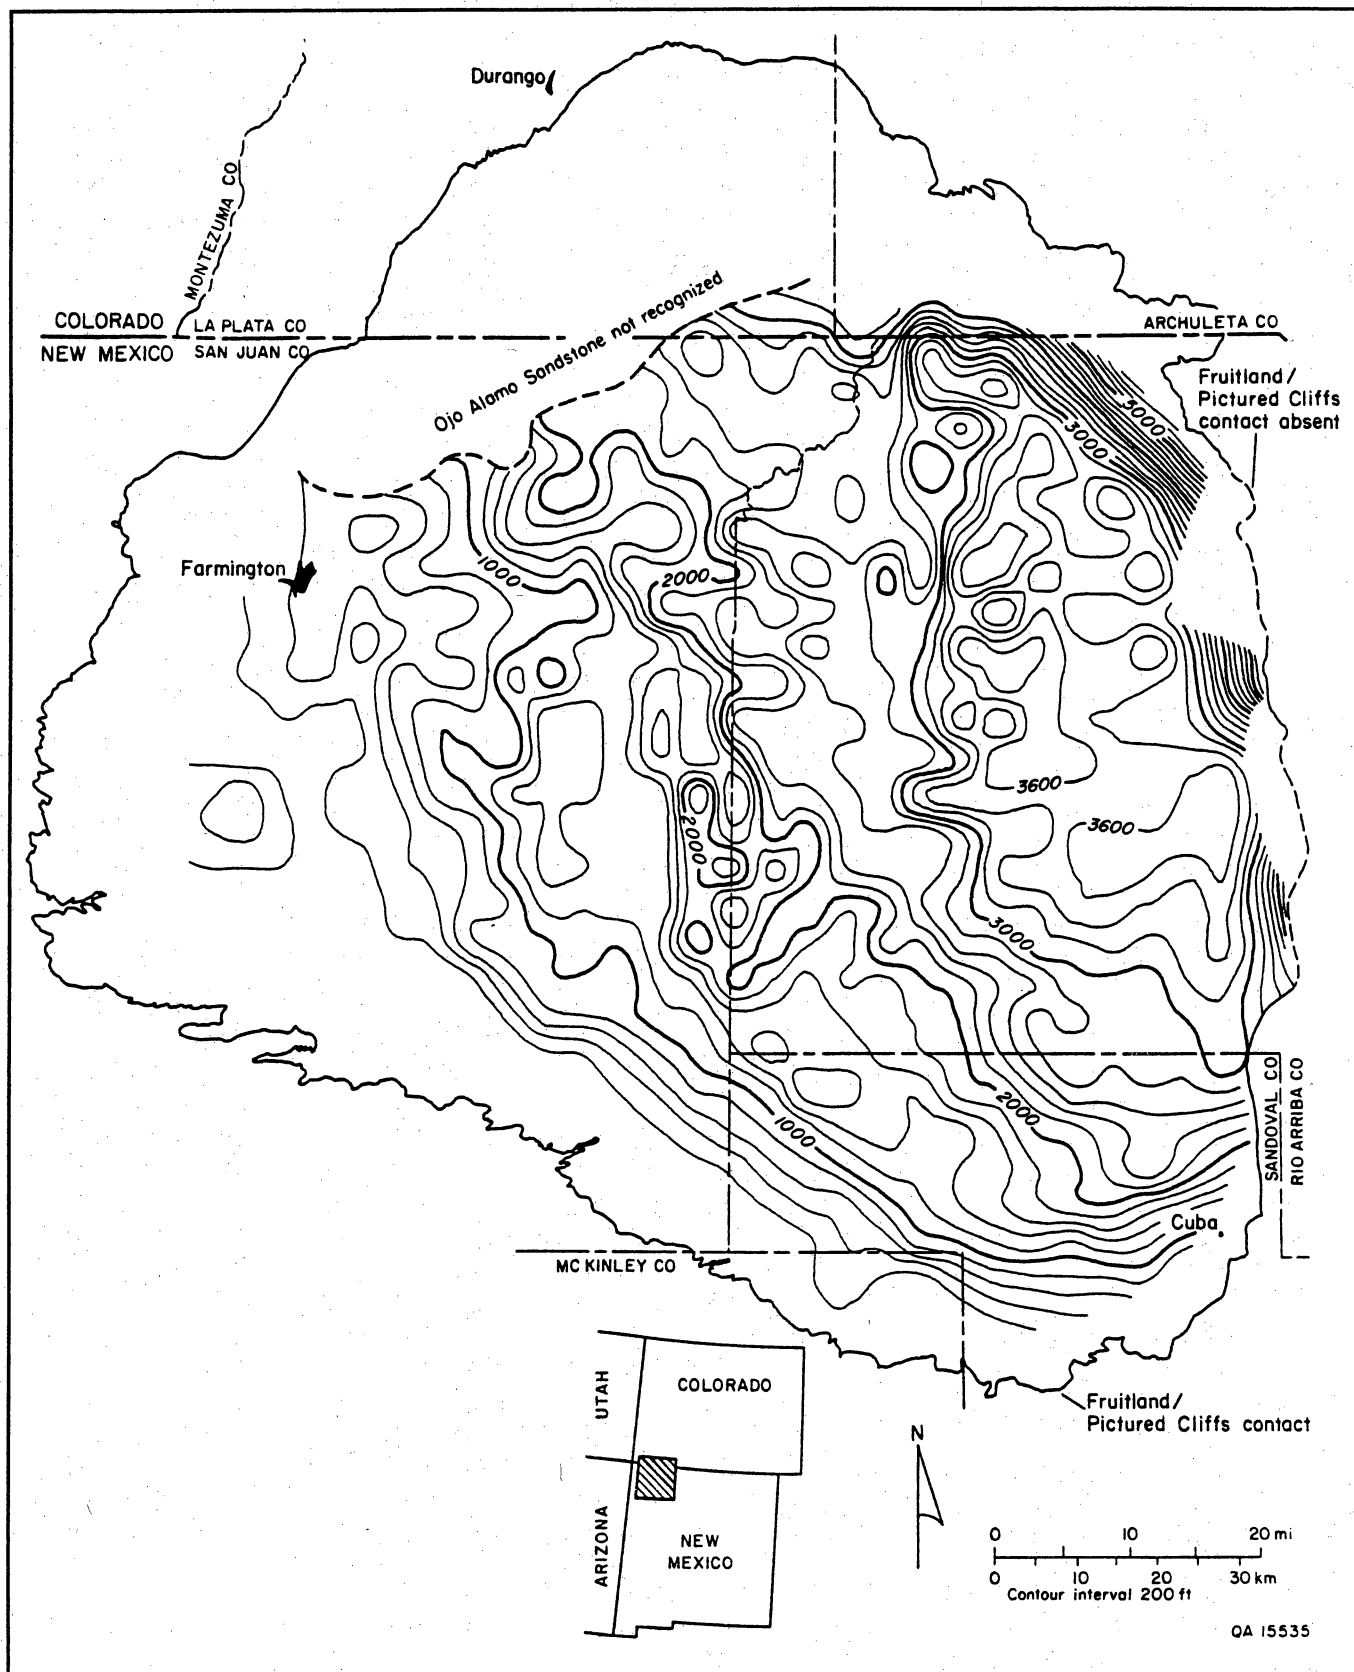 Durango
MONTEZUMA CO
COLORADO
LA PLATA CO
NEW MEXICO
SAN JUAN CO
ARCHULETA CO
Ojo Alamo Sandstone not recognized
Fruitland/
Pictured Cliffs
contact absent
5000
3000
Farmington
1000
2000
3600
2000
3600
3000
2000
1000
SANDOVAL CO
RIO ARRIBA CO
Cuba
MC KINLEY CO
Fruitland/
Pictured Cliffs contact
UTAH
COLORADO
ARIZONA
NEW
MEXICO
N
0 10 20 mi
0 10 20 30 km
Contour interval 200 ft
QA 15535